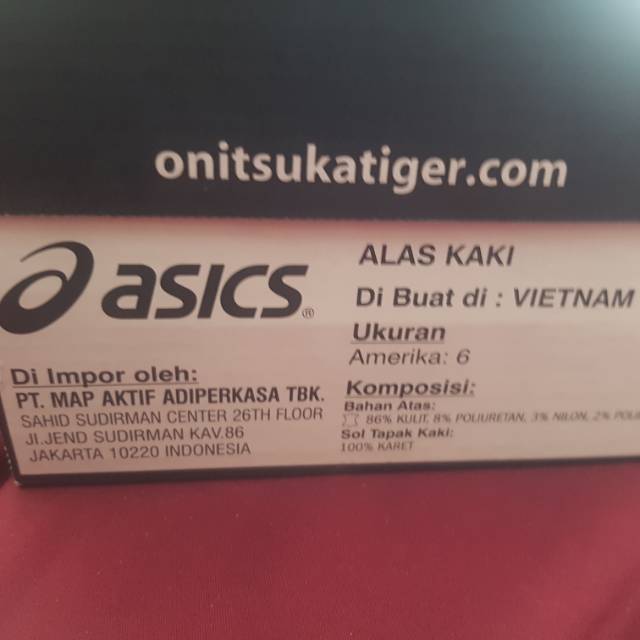 onitsukatiger.com
asics®
Di Impor oleh:
PT. MAP AKTIF ADIPERKASA TBK.
SAHID SUDIRMAN CENTER 26TH FLOOR
Jl.JEND SUDIRMAN KAV.86
JAKARTA 10220 INDONESIA
ALAS KAKI
Di Buat di : VIETNAM
Ukuran
Amerika: 6
Komposisi:
Bahan Atas:
86% KULIT, 8% POLIURETAN, 3% NILON, 2%
Sol Tapak Kaki:
100% KARET